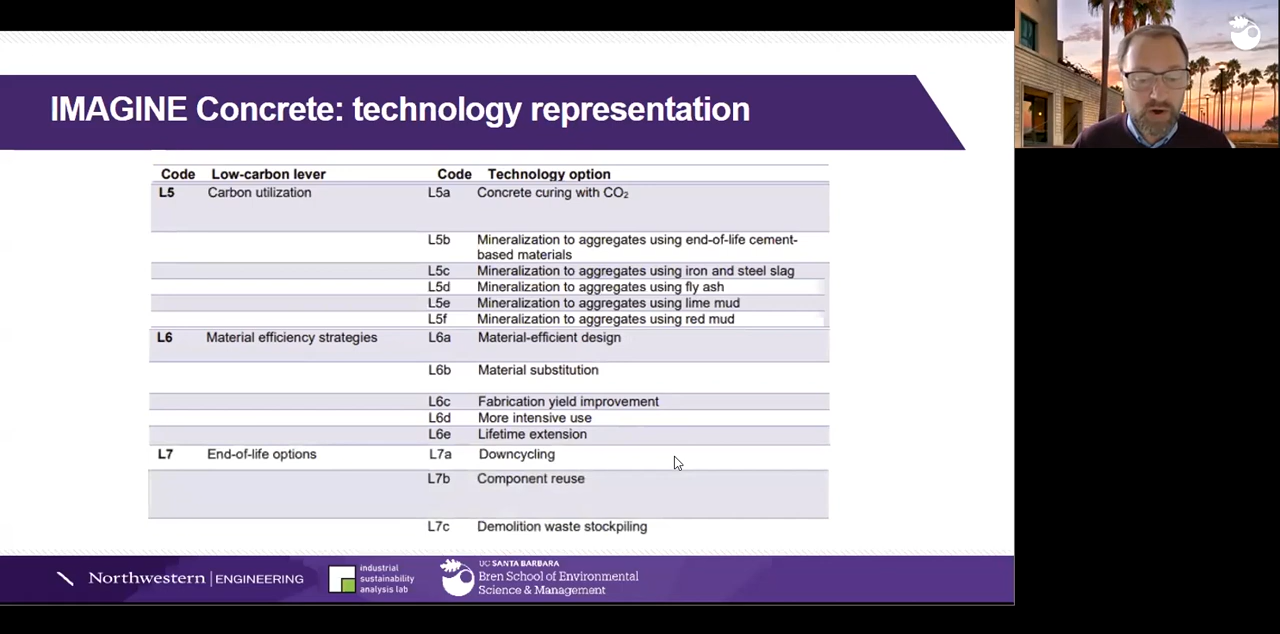 IMAGINE Concrete: technology representation
Code Low-carbon lever Code Technology option
L5 Carbon utilization L5a Concrete curing with CO₂
L5b Mineralization to aggregates using end-of-life cement-
based materials
L5c Mineralization to aggregates using iron and steel slag
L5d Mineralization to aggregates using fly ash
L5e Mineralization to aggregates using lime mud
L5f Mineralization to aggregates using red mud
L6 Material efficiency strategies L6a Material-efficient design
L6b Material substitution
L6c Fabrication yield improvement
L6d More intensive use
L6e Lifetime extension
L7 End-of-life options L7a Downcycling
L7b Component reuse
L7c Demolition waste stockpiling
Northwestern | ENGINEERING
industrial
sustainability
analysis lab
UC SANTA BARBARA
Bren School of Environmental
Science & Management